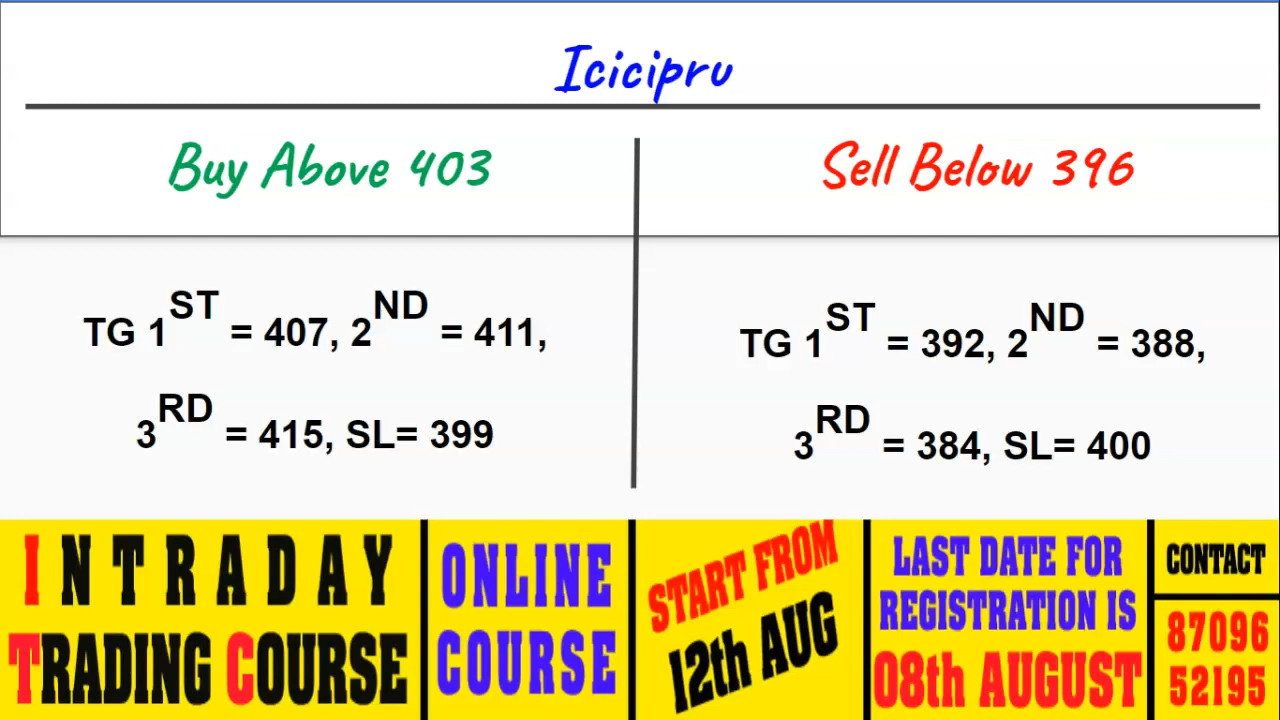 Icicipru
Buy Above 403
TG 1ST = 407, 2ND = 411,
3RD = 415, SL= 399
Sell Below 396
TG 1ST = 392, 2ND = 388,
3RD = 384, SL= 400
INTRADAY
TRADING COURSE
ONLINE
COURSE
START FROM
12th AUG
LAST DATE FOR
REGISTRATION IS
08th AUGUST
CONTACT
87096
52195